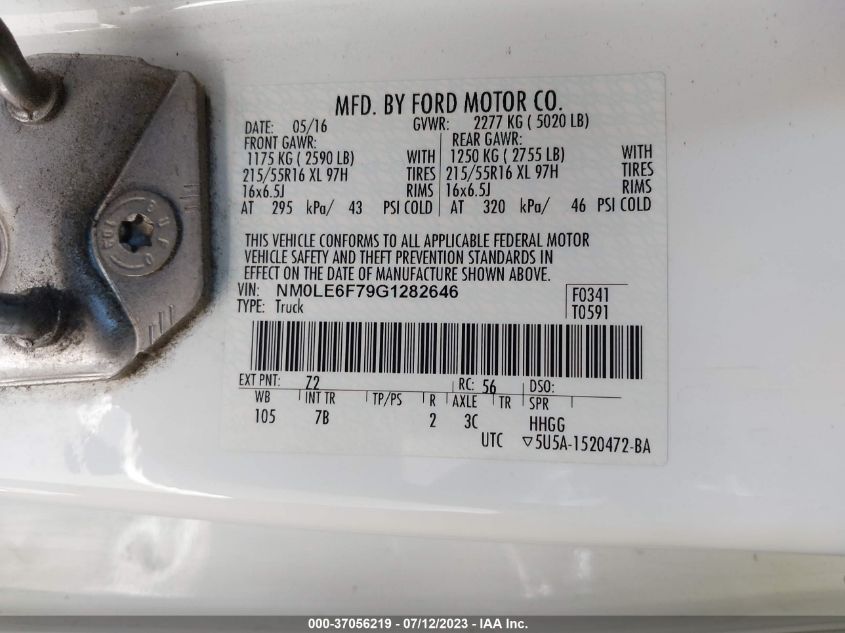 MFD. BY FORD MOTOR CO.
DATE: 05/16 GVWR: 2277 KG ( 5020 LB)
FRONT GAWR: REAR GAWR:
1175 KG ( 2590 LB) WITH 1250 KG ( 2755 LB) WITH
215/55R16 XL 97H TIRES 215/55R16 XL 97H TIRES
16x6.5J RIMS 16x6.5J RIMS
AT 295 kPa/ 43 PSI COLD AT 320 kPa/ 46 PSI COLD
THIS VEHICLE CONFORMS TO ALL APPLICABLE FEDERAL MOTOR
VEHICLE SAFETY AND THEFT PREVENTION STANDARDS IN
EFFECT ON THE DATE OF MANUFACTURE SHOWN ABOVE.
VIN: NM0LE6F79G1282646 F0341
TYPE: Truck T0591
EXT PNT: Z2 RC: 56 DSO:
WB INT TR TP/PS R AXLE TR SPR
105 7B 2 3C HHGG
UTC ▽5U5A-1520472-BA
000-37056219 - 07/12/2023 - IAA Inc.